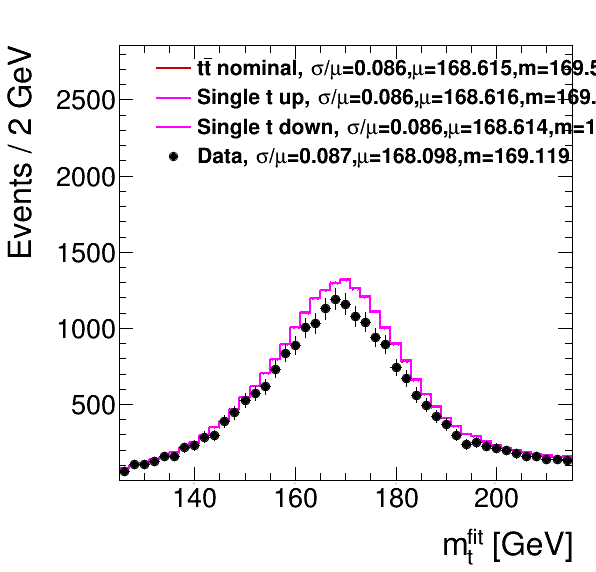 tt̄ nominal, σ/μ=0.086,μ=168.615,m=169.5
Single t up, σ/μ=0.086,μ=168.616,m=169.
Single t down, σ/μ=0.086,μ=168.614,m=1
Data, σ/μ=0.087,μ=168.098,m=169.119
Events / 2 GeV
2500
2000
1500
1000
500
140 160 180 200
m_t^fit [GeV]